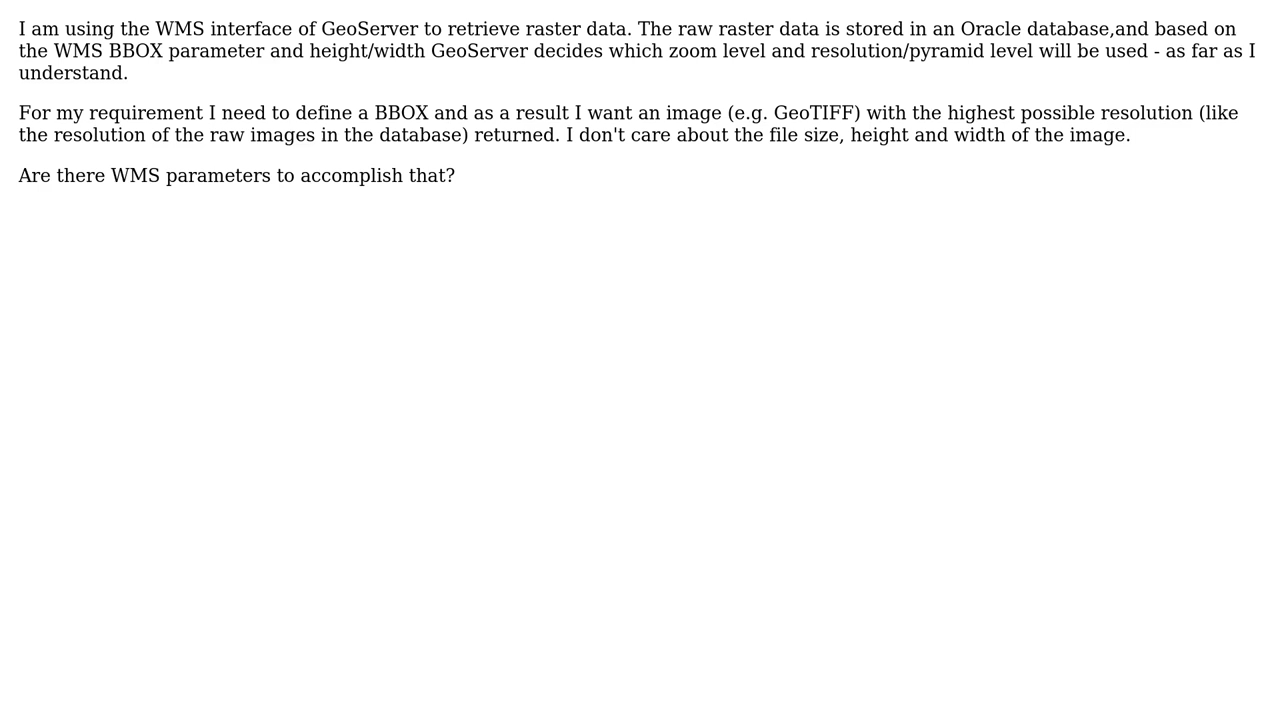 I am using the WMS interface of GeoServer to retrieve raster data. The raw raster data is stored in an Oracle database,and based on
the WMS BBOX parameter and height/width GeoServer decides which zoom level and resolution/pyramid level will be used - as far as I
understand.
For my requirement I need to define a BBOX and as a result I want an image (e.g. GeoTIFF) with the highest possible resolution (like
the resolution of the raw images in the database) returned. I don't care about the file size, height and width of the image.
Are there WMS parameters to accomplish that?